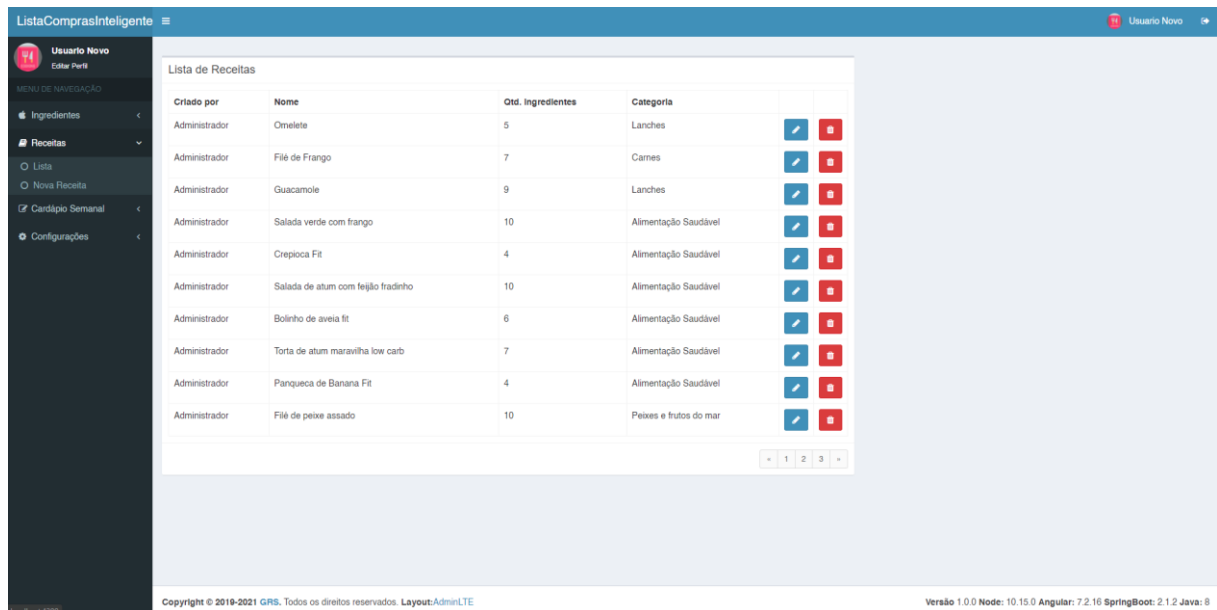 ListaComprasInteligente
Usuario Novo
Usuario Novo
Editar Perfil
MENU DE NAVEGAÇÃO
Ingredientes
Receitas
Lista
Nova Receita
Cardápio Semanal
Configurações
Lista de Receitas
Criado por Nome Qtd. Ingredientes Categoria
Administrador Omelete 5 Lanches
Administrador Filé de Frango 7 Carnes
Administrador Guacamole 9 Lanches
Administrador Salada verde com frango 10 Alimentação Saudável
Administrador Crepioca Fit 4 Alimentação Saudável
Administrador Salada de atum com feijão fradinho 10 Alimentação Saudável
Administrador Bolinho de aveia fit 6 Alimentação Saudável
Administrador Torta de atum maravilha low carb 7 Alimentação Saudável
Administrador Panqueca de Banana Fit 4 Alimentação Saudável
Administrador Filé de peixe assado 10 Peixes e frutos do mar
« 1 2 3 »
Copyright © 2019-2021 GRS. Todos os direitos reservados. Layout:AdminLTE
Versão 1.0.0 Node: 10.15.0 Angular: 7.2.16 SpringBoot: 2.1.2 Java: 8